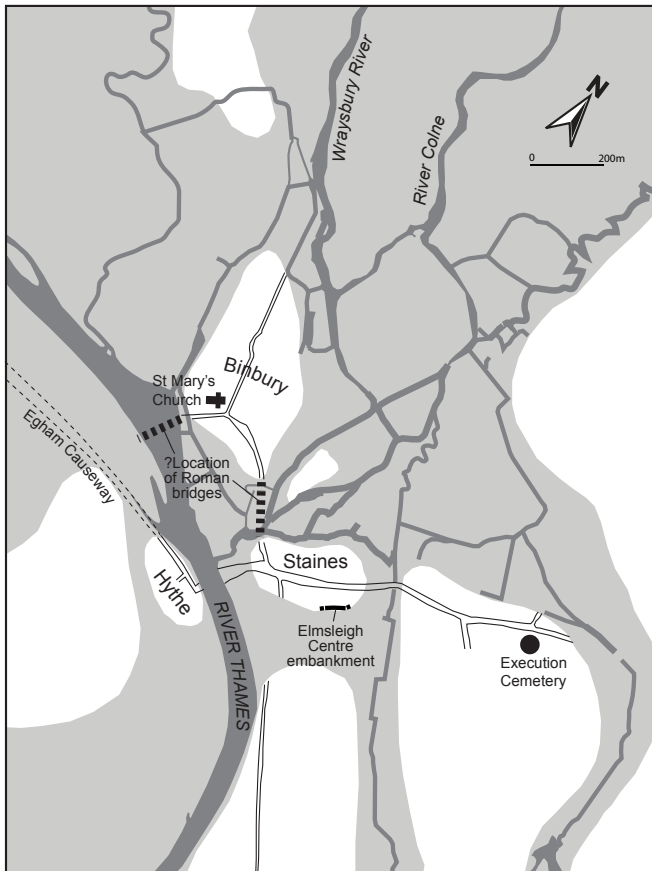 Wraysbury River
River Colne
N
0 200m
Binbury
St Mary's
Church
Egham Causeway
?Location
of Roman
bridges
Staines
Hythe
RIVER THAMES
Elmsleigh
Centre
embankment
Execution
Cemetery